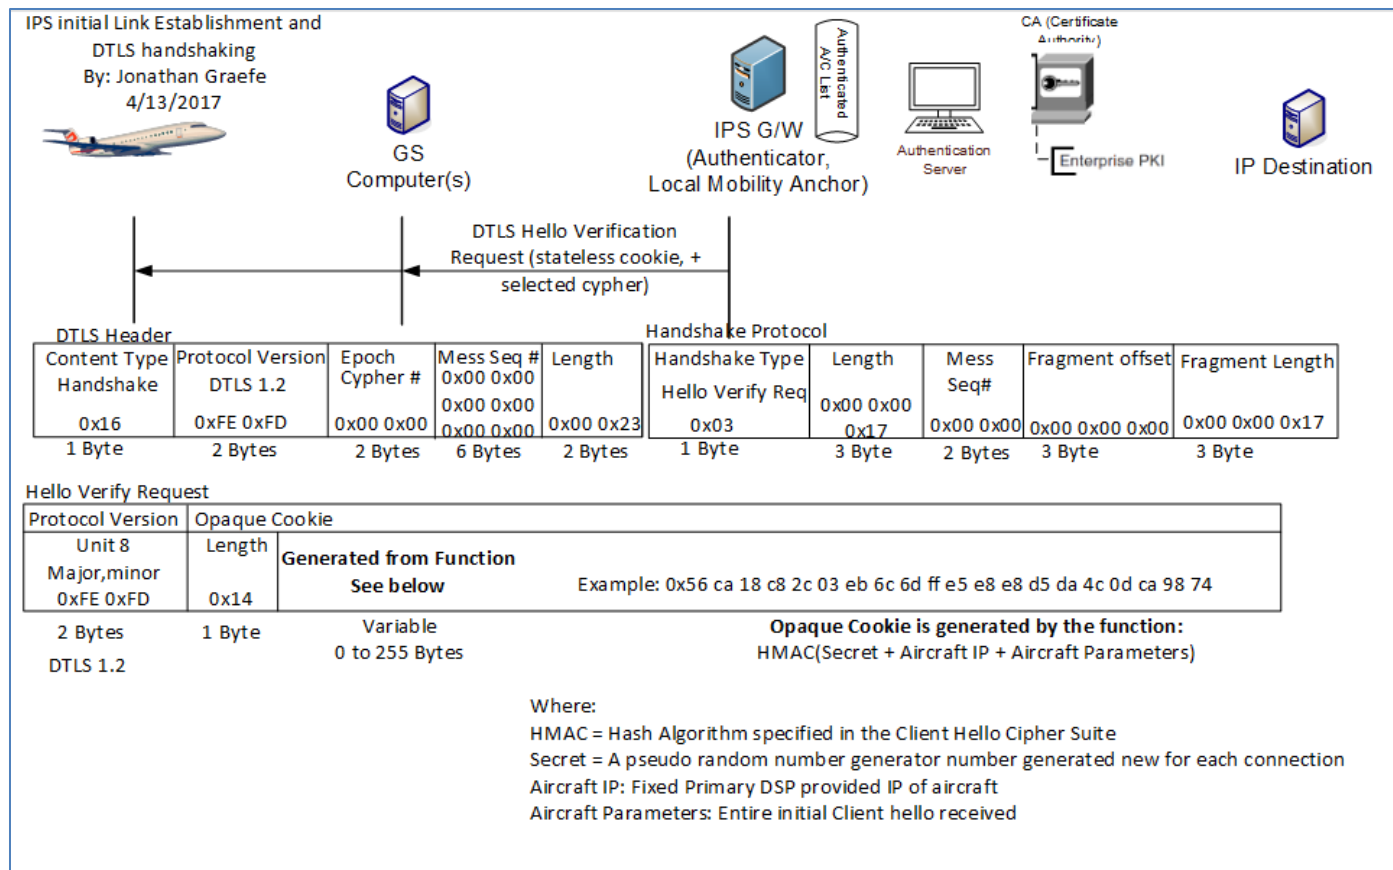 IPS initial Link Establishment and
DTLS handshaking
By: Jonathan Graefe
4/13/2017
GS
Computer(s)
IPS G/W
(Authenticator,
Local Mobility Anchor)
Authenticated
A/C List
Authentication
Server
CA (Certificate
Authority)
Enterprise PKI
IP Destination
DTLS Hello Verification
Request (stateless cookie, +
selected cypher)
DTLS Header
Content Type
Handshake
0x16
1 Byte
Protocol Version
DTLS 1.2
0xFE 0xFD
2 Bytes
Epoch
Cypher #
0x00 0x00
2 Bytes
Mess Seq #
0x00 0x00
0x00 0x00
0x00 0x00
6 Bytes
Length
0x00 0x23
2 Bytes
Handshake Protocol
Handshake Type
Hello Verify Req
0x03
1 Byte
Length
0x00 0x00
0x17
3 Byte
Mess
Seq#
0x00 0x00
2 Bytes
Fragment offset
0x00 0x00 0x00
3 Byte
Fragment Length
0x00 0x00 0x17
3 Byte
Hello Verify Request
Protocol Version
Unit 8
Major,minor
0xFE 0xFD
2 Bytes
DTLS 1.2
Opaque Cookie
Length
0x14
1 Byte
Generated from Function
See below
Variable
0 to 255 Bytes
Example: 0x56 ca 18 c8 2c 03 eb 6c 6d ff e5 e8 e8 d5 da 4c 0d ca 98 74
Opaque Cookie is generated by the function:
HMAC(Secret + Aircraft IP + Aircraft Parameters)
Where:
HMAC = Hash Algorithm specified in the Client Hello Cipher Suite
Secret = A pseudo random number generator number generated new for each connection
Aircraft IP: Fixed Primary DSP provided IP of aircraft
Aircraft Parameters: Entire initial Client hello received